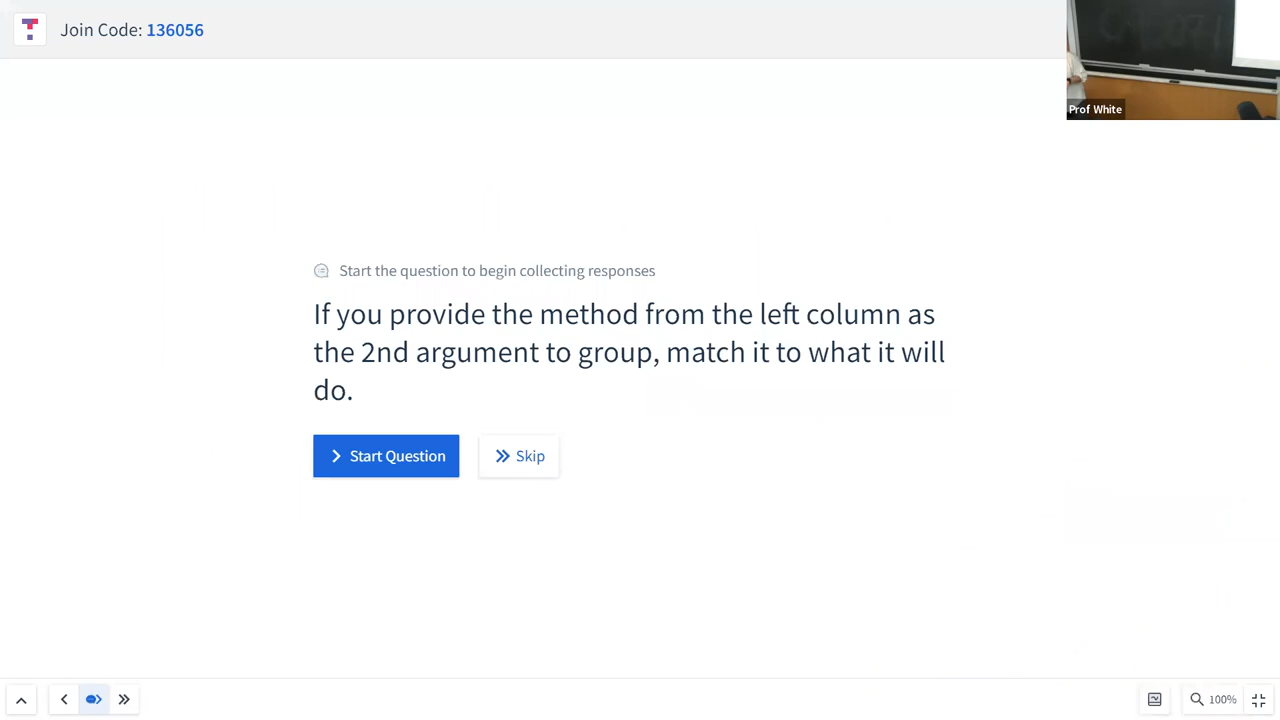 Join Code: 136056
Prof White
Start the question to begin collecting responses
If you provide the method from the left column as
the 2nd argument to group, match it to what it will
do.
Start Question
Skip
100%